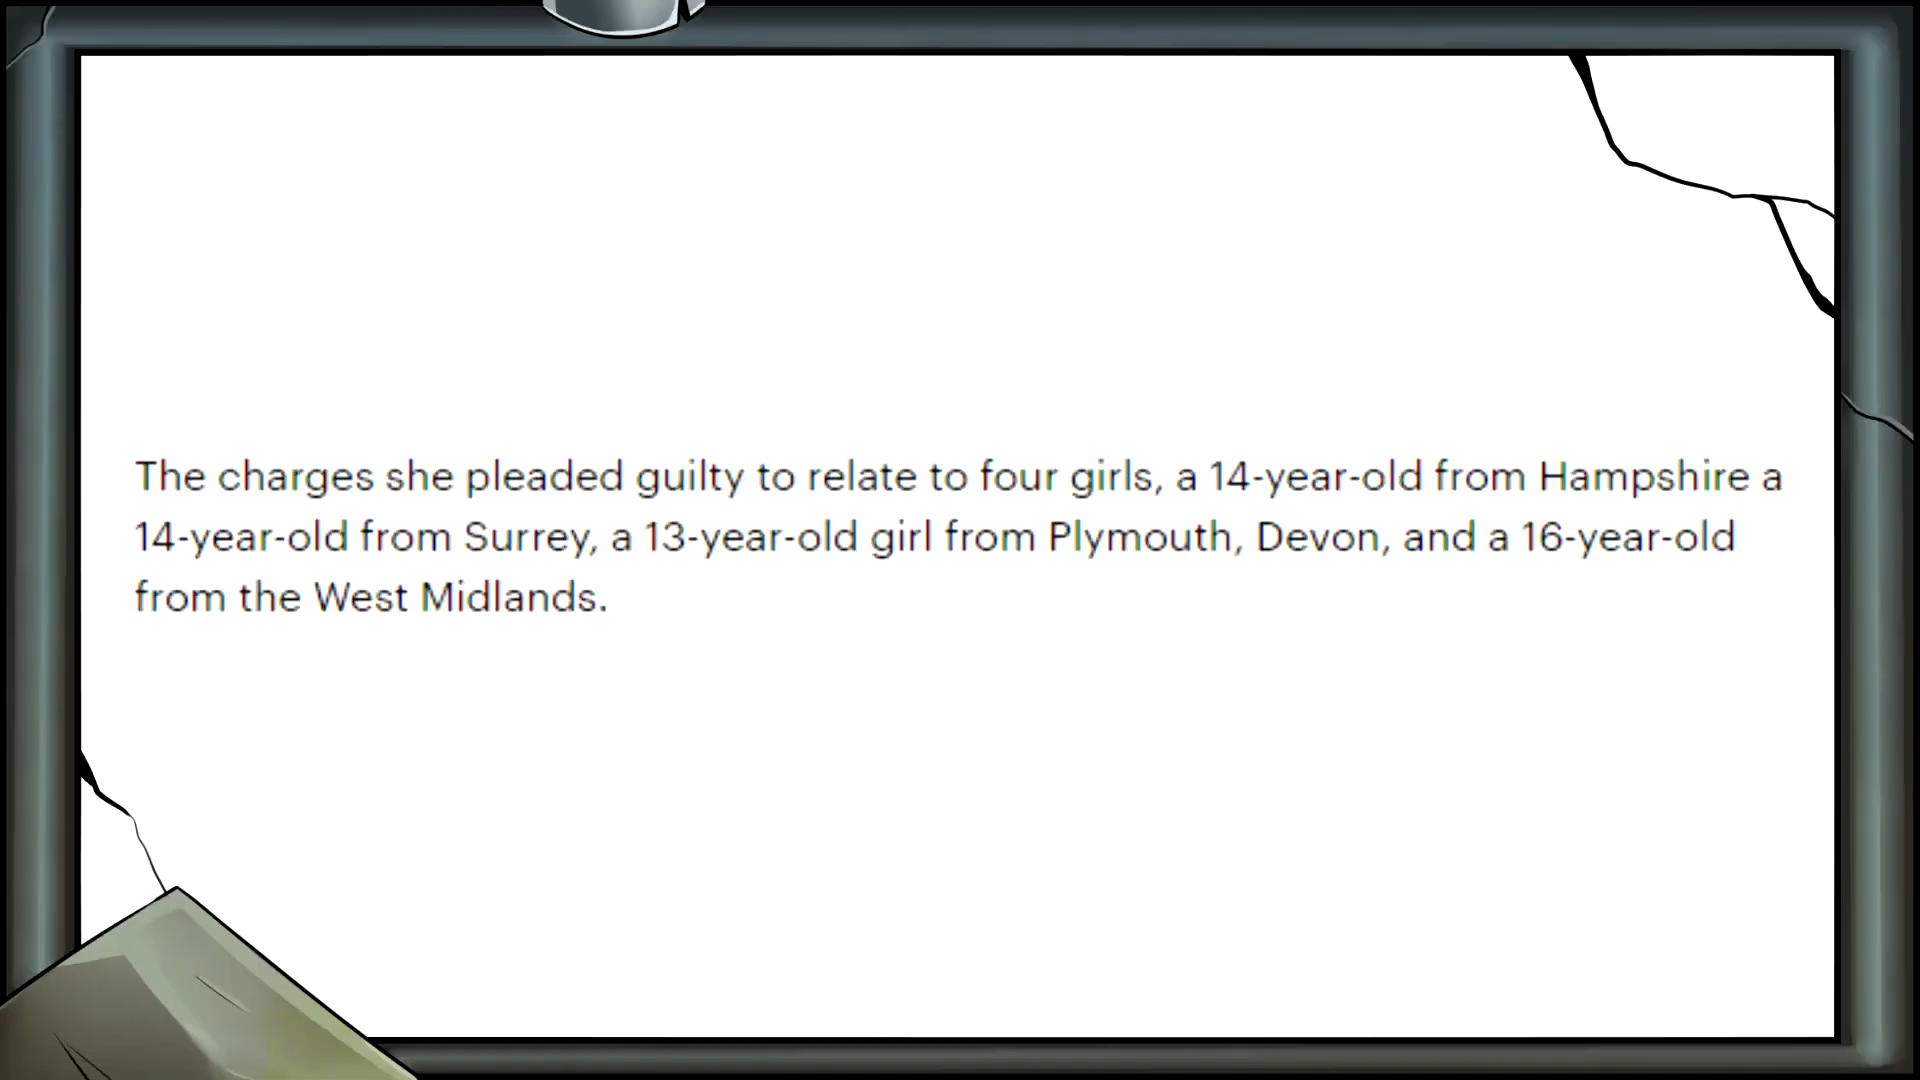 The charges she pleaded guilty to relate to four girls, a 14-year-old from Hampshire a
14-year-old from Surrey, a 13-year-old girl from Plymouth, Devon, and a 16-year-old
from the West Midlands.